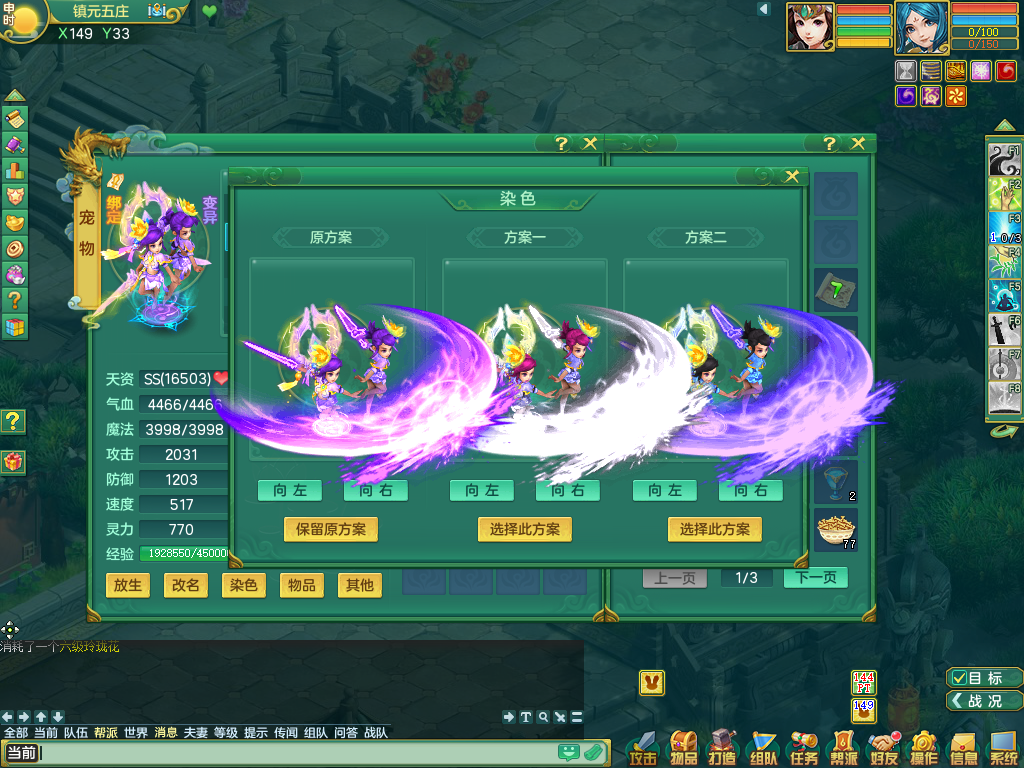 申时
镇元五庄
X149 Y33
0/100
0/150
宠物
绑定
变异
染色
原方案
方案一
方案二
天资 SS(16503)
气血 4466/4466
魔法 3998/3998
攻击 2031
防御 1203
速度 517
灵力 770
经验 1928550/45000
向左 向右 向左 向右 向左 向右
保留原方案 选择此方案 选择此方案
放生 改名 染色 物品 其他
上一页 1/3 下一页
7
2
77
F1
F2
F3
1 0/3
F4
F5
F6
F7
F8
消耗了一个六级玲珑花
全部 当前 队伍 帮派 世界 消息 夫妻 等级 提示 传闻 组队 问答 战队
当前
144
PT
149
目标
战况
攻击 物品 打造 组队 任务 帮派 好友 操作 信息 系统